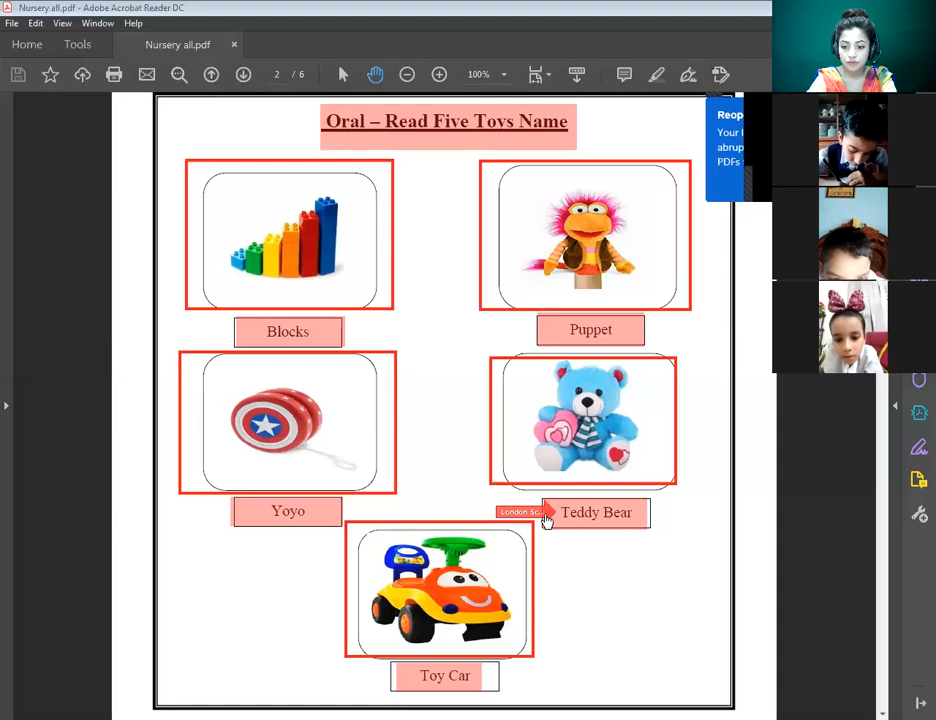 Nursery all.pdf - Adobe Acrobat Reader DC
File Edit View Window Help
Home Tools Nursery all.pdf ×
2 / 6 100%
Reop
Your
abrup
PDFs
Oral – Read Five Toys Name
Blocks
Puppet
Yoyo
London Sc...
Teddy Bear
Toy Car